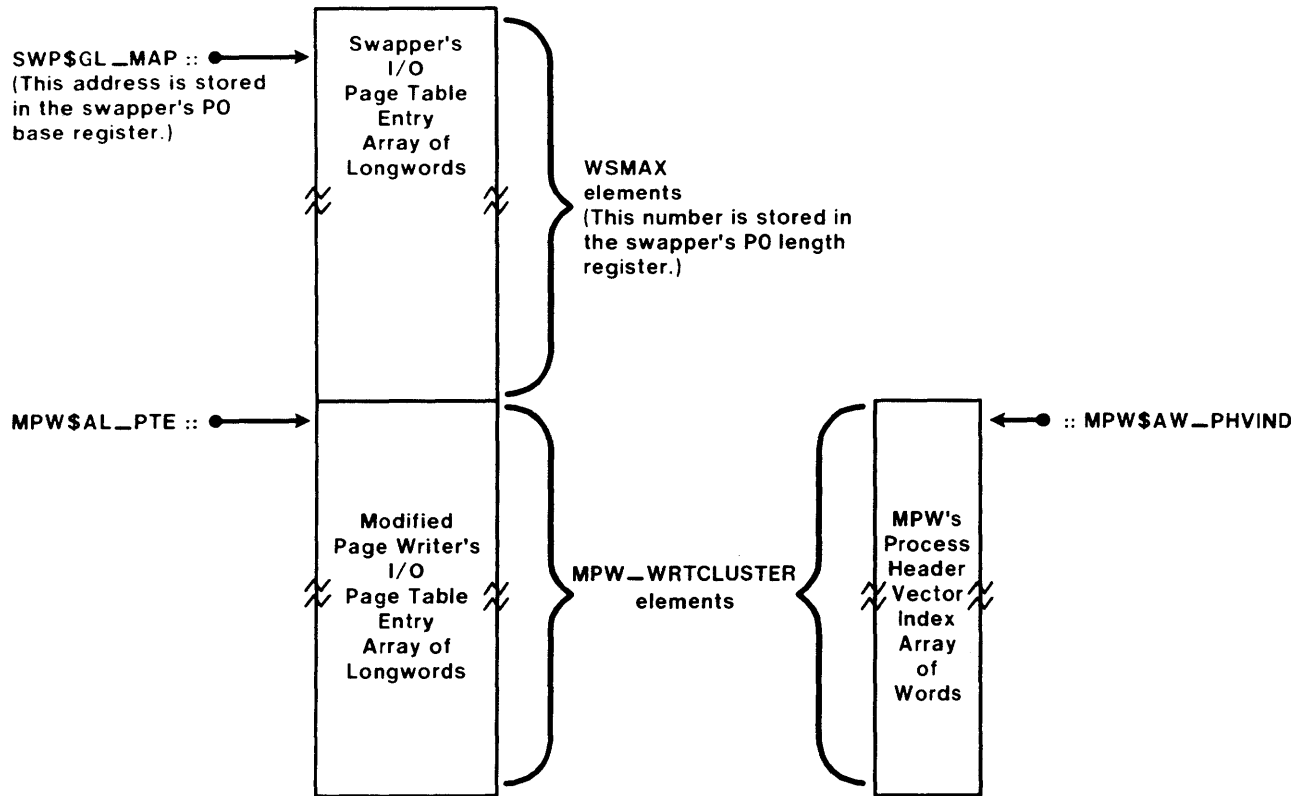 SWP$GL_MAP ::
(This address is stored
in the swapper's P0
base register.)
Swapper's
I/O
Page Table
Entry
Array of
Longwords
WSMAX
elements
(This number is stored in
the swapper's P0 length
register.)
MPW$AL_PTE ::
:: MPW$AW_PHVIND
Modified
Page Writer's
I/O
Page Table
Entry
Array of
Longwords
MPW_WRTCLUSTER
elements
MPW's
Process
Header
Vector
Index
Array
of
Words